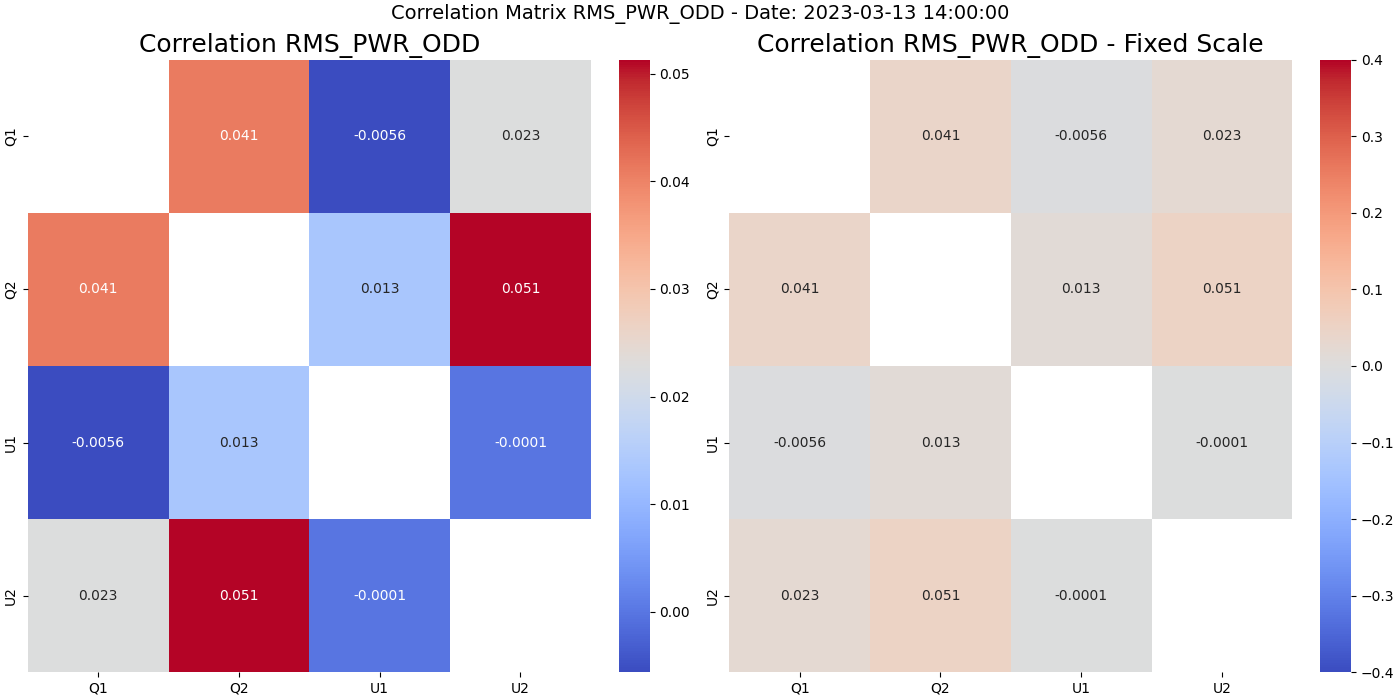 Correlation Matrix RMS_PWR_ODD - Date: 2023-03-13 14:00:00
Correlation RMS_PWR_ODD
Q1
0.041
-0.0056
0.023
Q2
0.041
0.013
0.051
U1
-0.0056
0.013
-0.0001
U2
0.023
0.051
-0.0001
Q1
Q2
U1
U2
0.05
0.04
0.03
0.02
0.01
0.00
Correlation RMS_PWR_ODD - Fixed Scale
Q1
0.041
-0.0056
0.023
Q2
0.041
0.013
0.051
U1
-0.0056
0.013
-0.0001
U2
0.023
0.051
-0.0001
Q1
Q2
U1
U2
0.4
0.3
0.2
0.1
0.0
−0.1
−0.2
−0.3
−0.4